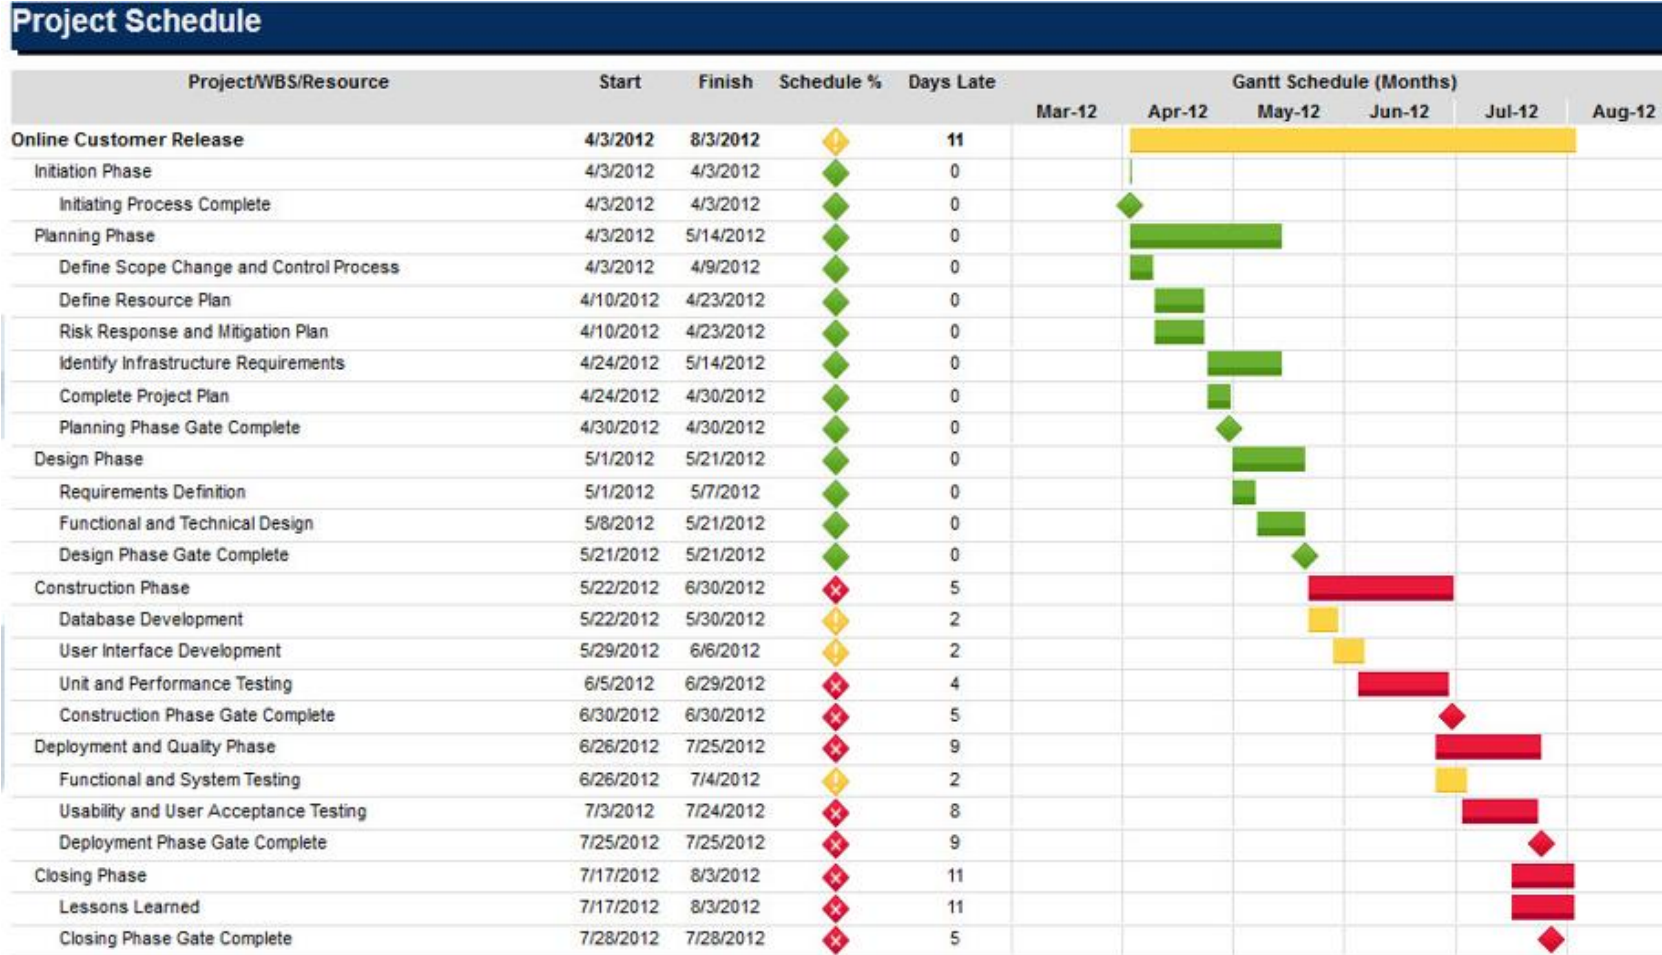 Project Schedule
Project/WBS/Resource Start Finish Schedule % Days Late Gantt Schedule (Months)
Mar-12 Apr-12 May-12 Jun-12 Jul-12 Aug-12
Online Customer Release 4/3/2012 8/3/2012 11
Initiation Phase 4/3/2012 4/3/2012 0
Initiating Process Complete 4/3/2012 4/3/2012 0
Planning Phase 4/3/2012 5/14/2012 0
Define Scope Change and Control Process 4/3/2012 4/9/2012 0
Define Resource Plan 4/10/2012 4/23/2012 0
Risk Response and Mitigation Plan 4/10/2012 4/23/2012 0
Identify Infrastructure Requirements 4/24/2012 5/14/2012 0
Complete Project Plan 4/24/2012 4/30/2012 0
Planning Phase Gate Complete 4/30/2012 4/30/2012 0
Design Phase 5/1/2012 5/21/2012 0
Requirements Definition 5/1/2012 5/7/2012 0
Functional and Technical Design 5/8/2012 5/21/2012 0
Design Phase Gate Complete 5/21/2012 5/21/2012 0
Construction Phase 5/22/2012 6/30/2012 5
Database Development 5/22/2012 5/30/2012 2
User Interface Development 5/29/2012 6/6/2012 2
Unit and Performance Testing 6/5/2012 6/29/2012 4
Construction Phase Gate Complete 6/30/2012 6/30/2012 5
Deployment and Quality Phase 6/26/2012 7/25/2012 9
Functional and System Testing 6/26/2012 7/4/2012 2
Usability and User Acceptance Testing 7/3/2012 7/24/2012 8
Deployment Phase Gate Complete 7/25/2012 7/25/2012 9
Closing Phase 7/17/2012 8/3/2012 11
Lessons Learned 7/17/2012 8/3/2012 11
Closing Phase Gate Complete 7/28/2012 7/28/2012 5